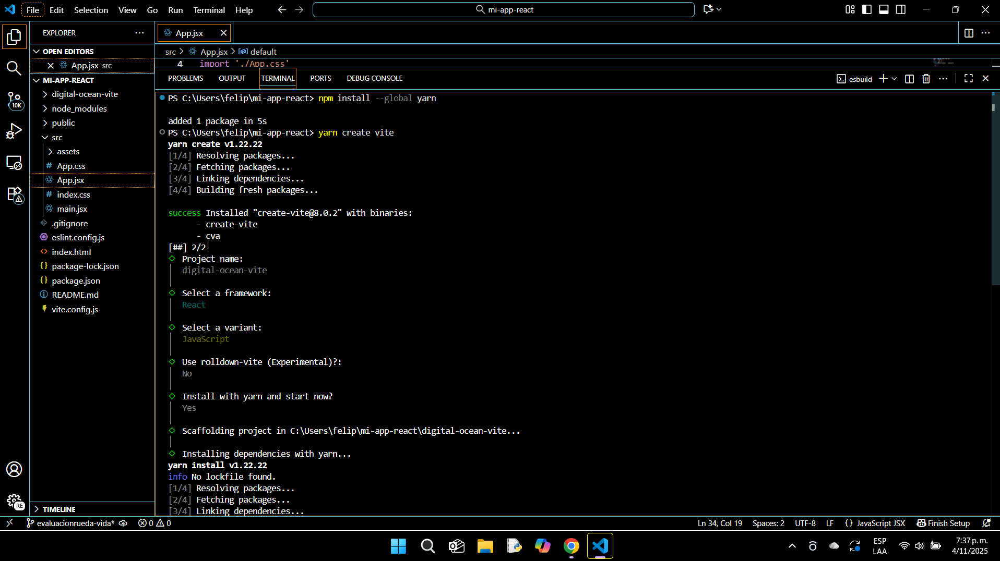 File Edit Selection View Go Run Terminal Help
mi-app-react
EXPLORER
OPEN EDITORS
App.jsx src
MI-APP-REACT
digital-ocean-vite
node_modules
public
src
assets
# App.css
App.jsx
# index.css
main.jsx
.gitignore
eslint.config.js
<> index.html
{} package-lock.json
{} package.json
README.md
vite.config.js
TIMELINE
10K
RE
App.jsx
src > App.jsx > default
4 import './App.css'
PROBLEMS OUTPUT TERMINAL PORTS DEBUG CONSOLE
esbuild
PS C:\Users\felip\mi-app-react> npm install --global yarn
added 1 package in 5s
PS C:\Users\felip\mi-app-react> yarn create vite
yarn create v1.22.22
[1/4] Resolving packages...
[2/4] Fetching packages...
[3/4] Linking dependencies...
[4/4] Building fresh packages...
success Installed "create-vite@8.0.2" with binaries:
- create-vite
- cva
[##] 2/2
Project name:
digital-ocean-vite
Select a framework:
React
Select a variant:
JavaScript
Use rolldown-vite (Experimental)?:
No
Install with yarn and start now?
Yes
Scaffolding project in C:\Users\felip\mi-app-react\digital-ocean-vite...
Installing dependencies with yarn...
yarn install v1.22.22
info No lockfile found.
[1/4] Resolving packages...
[2/4] Fetching packages...
[3/4] Linking dependencies...
evaluacionrueda-vida* 0 0
Ln 34, Col 19 Spaces: 2 UTF-8 LF {} JavaScript JSX Finish Setup
ESP
LAA
7:37 p. m.
4/11/2025